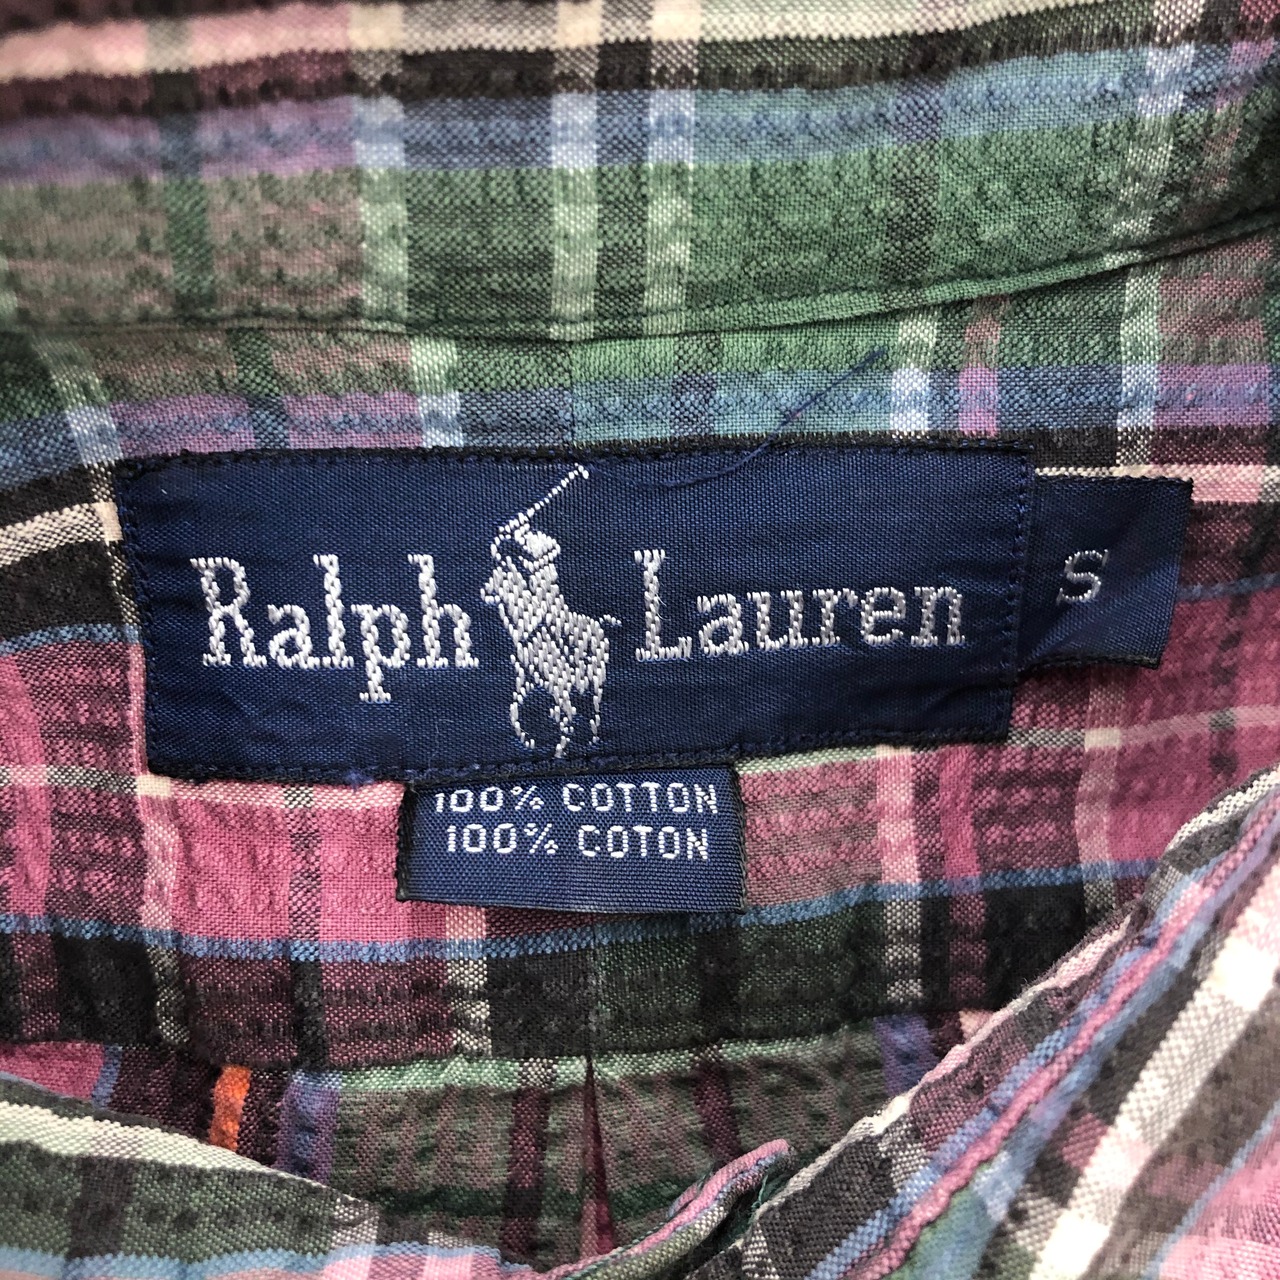 Ralph Lauren
S
100% COTTON
100% COTON